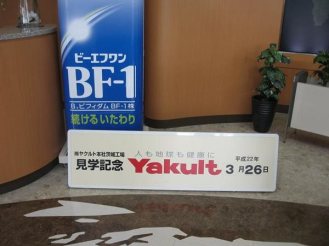 ビーエフワン
BF-1
B.ビフィダム BF-1株
続けるいたわり
㈱ヤクルト本社茨城工場
見学記念
人も地球も健康に
Yakult
平成22年
3月26日